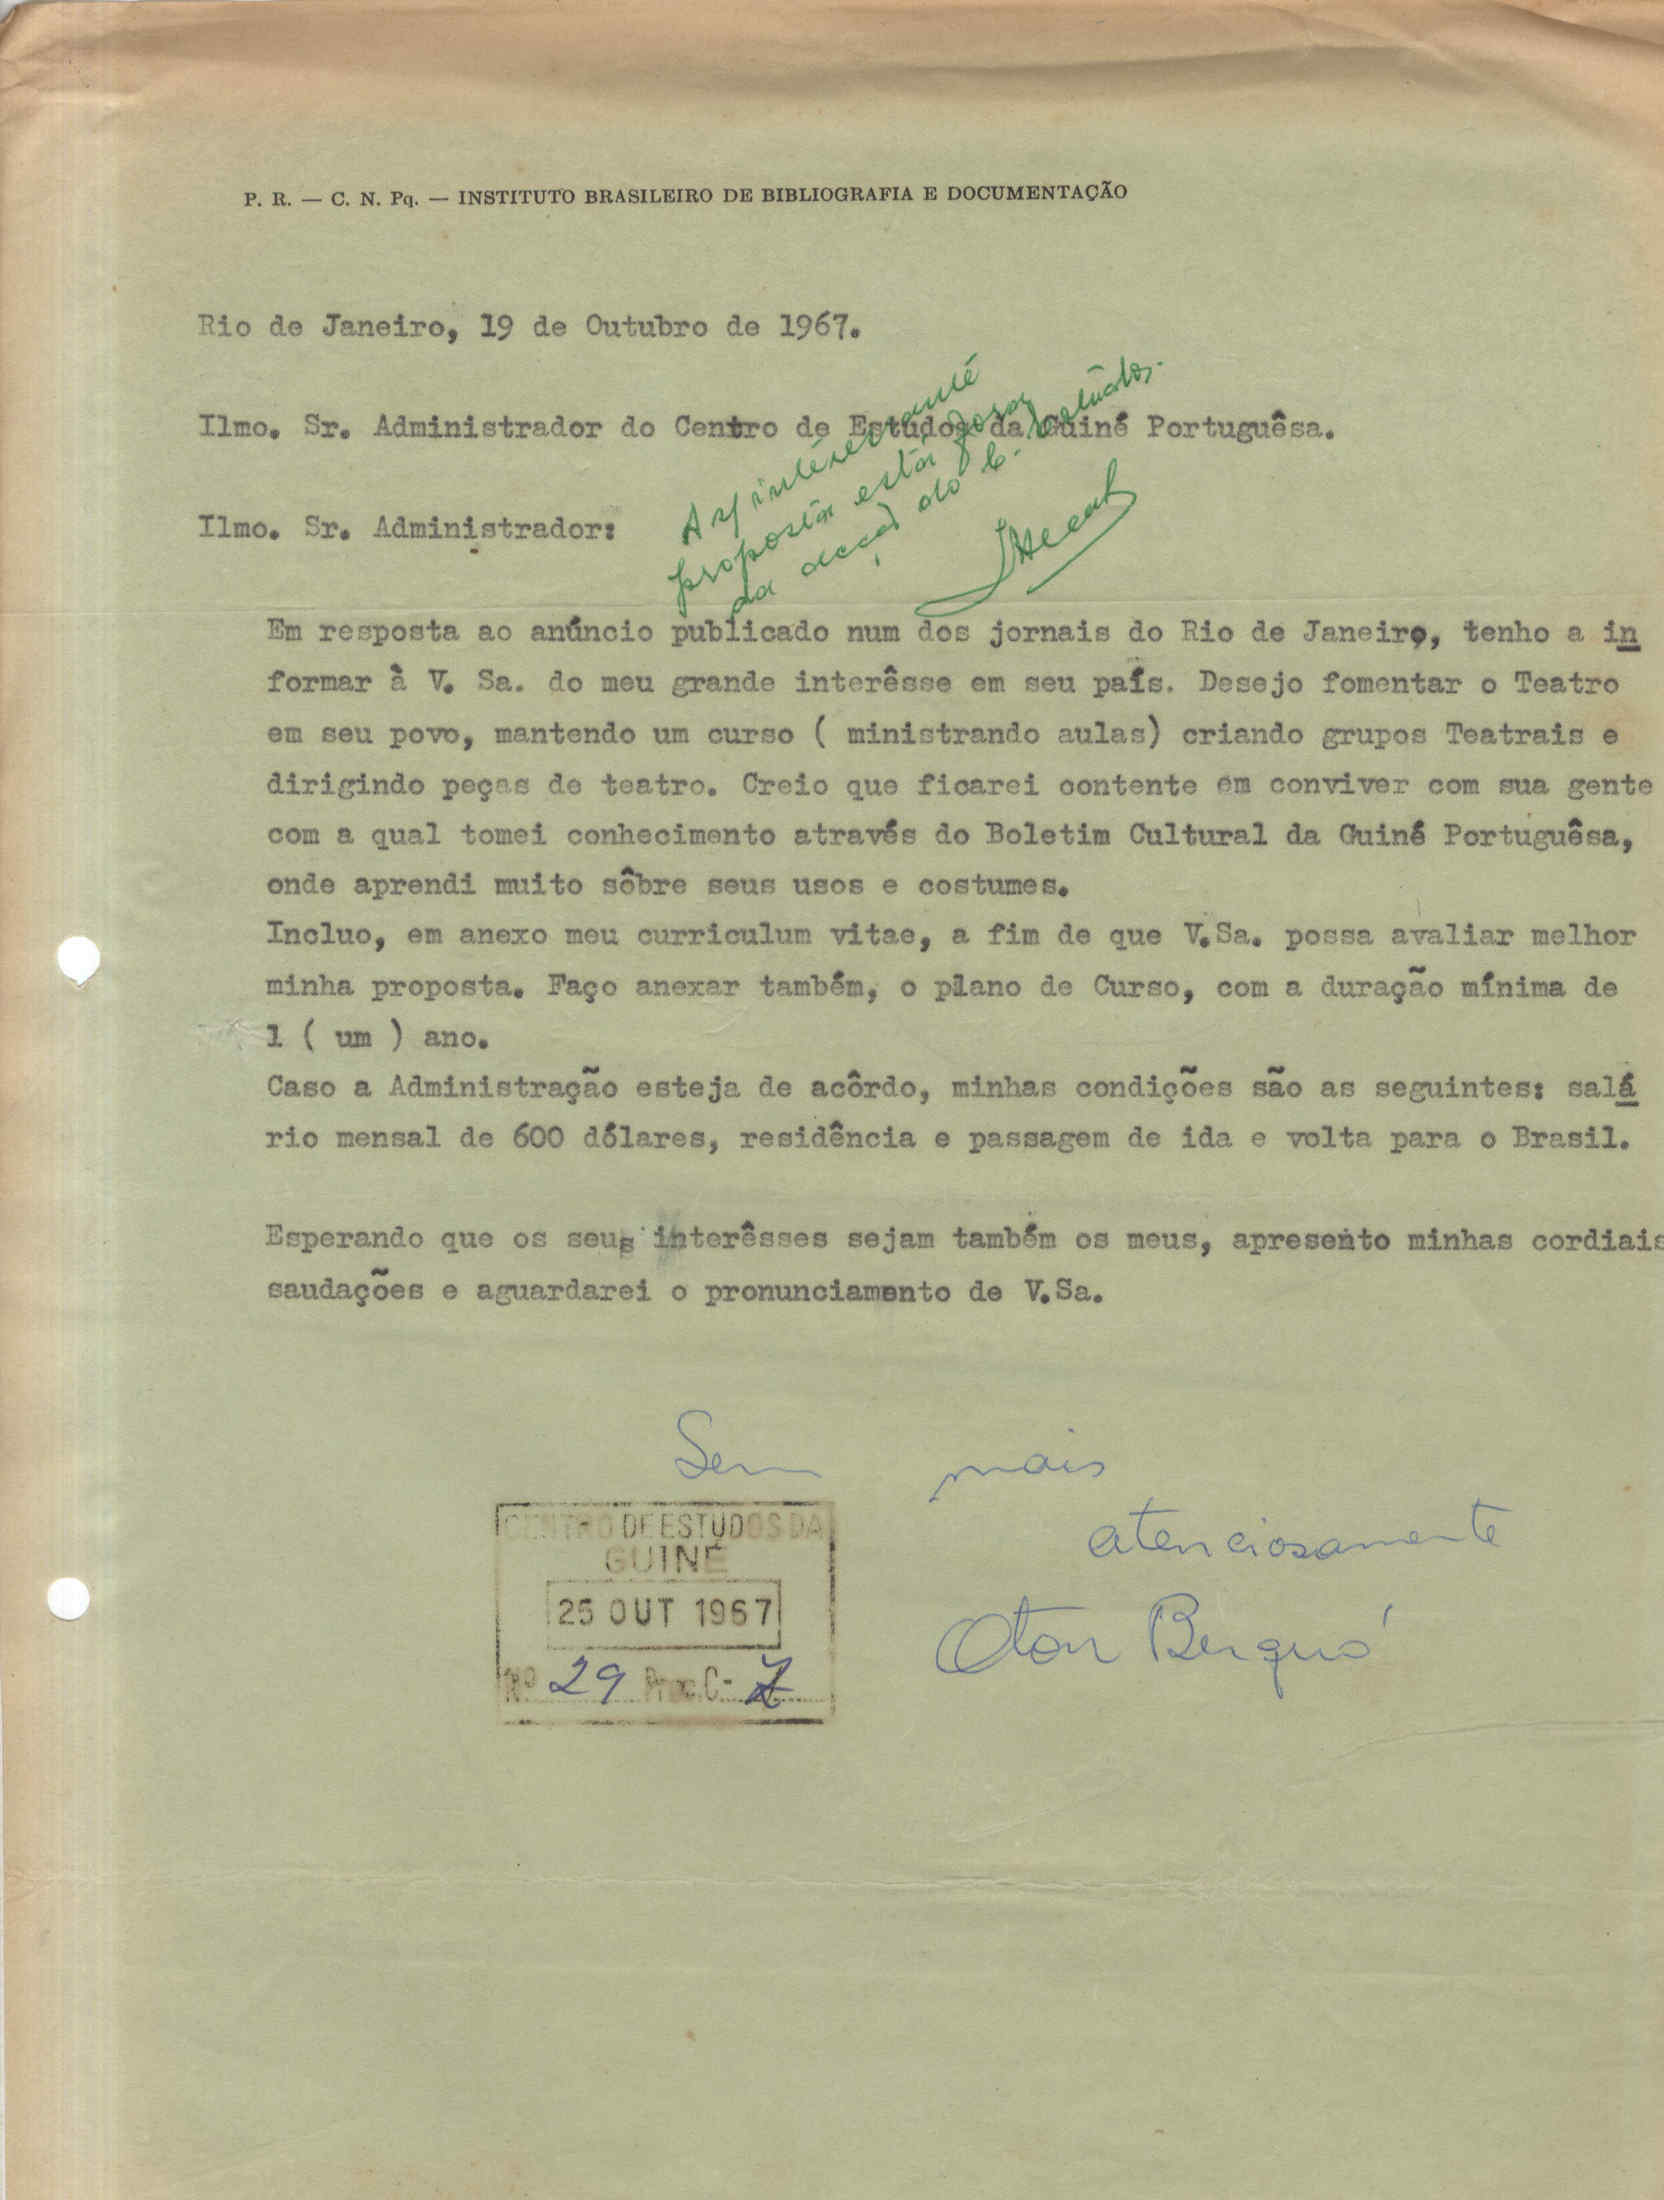 P. R. — C. N. Pq. — INSTITUTO BRASILEIRO DE BIBLIOGRAFIA E DOCUMENTAÇÃO
Rio de Janeiro, 19 de Outubro de 1967.
Ilmo. Sr. Administrador do Centro de Estudos da Guiné Portuguêsa.
proposta está fora
da acção do C. Estudos.
Ilmo. Sr. Administrador:
Em resposta ao anúncio publicado num dos jornais do Rio de Janeiro, tenho a in
formar à V. Sa. do meu grande interêsse em seu país. Desejo fomentar o Teatro
em seu povo, mantendo um curso ( ministrando aulas) criando grupos Teatrais e
dirigindo peças de teatro. Creio que ficarei contente em conviver com sua gente
com a qual tomei conhecimento através do Boletim Cultural da Guiné Portuguêsa,
onde aprendi muito sôbre seus usos e costumes.
Incluo, em anexo meu curriculum vitae, a fim de que V.Sa. possa avaliar melhor
minha proposta. Faço anexar também, o plano de Curso, com a duração mínima de
1 ( um ) ano.
Caso a Administração esteja de acôrdo, minhas condições são as seguintes: salá
rio mensal de 600 dólares, residência e passagem de ida e volta para o Brasil.
Esperando que os seus interêsses sejam também os meus, apresento minhas cordiais
saudações e aguardarei o pronunciamento de V.Sa.
Sem mais
atenciosamente
Oton Berquó
CENTRO DE ESTUDOS DA
GUINÉ
25 OUT 1967
Nº 29 Proc. C- 7